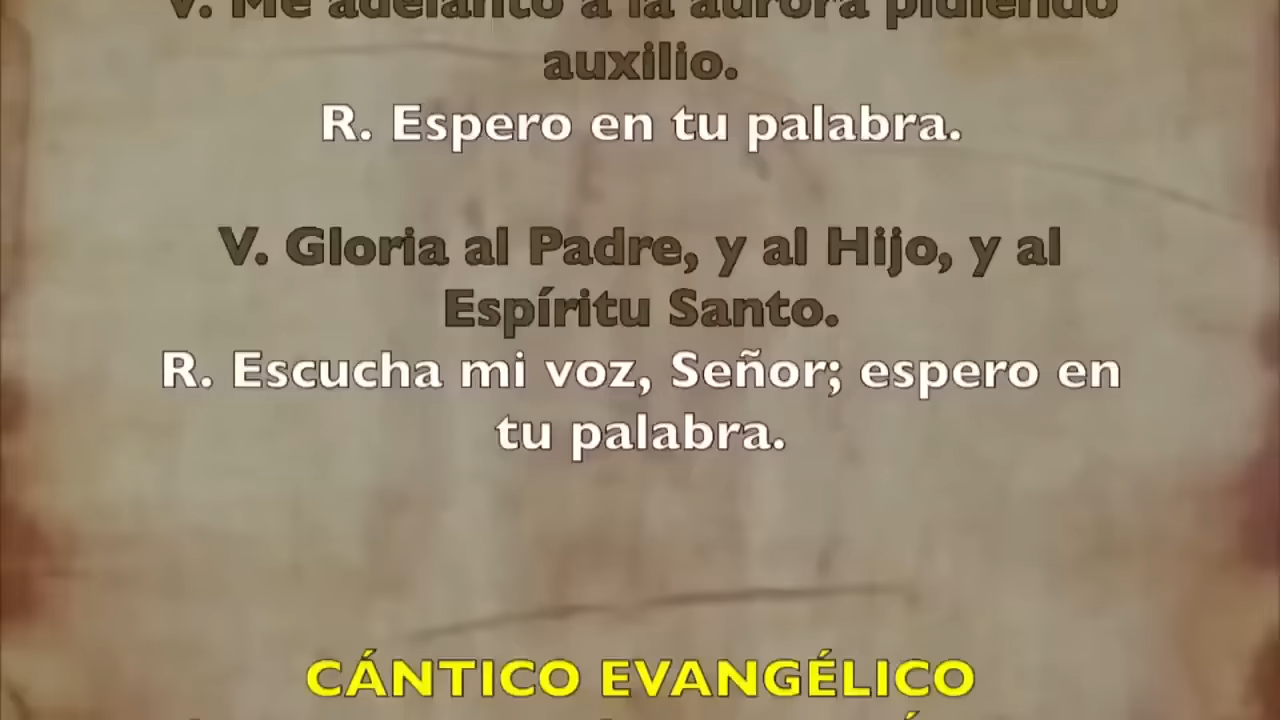 V. Me adelanto a la aurora pidiendo
auxilio.
R. Espero en tu palabra.
V. Gloria al Padre, y al Hijo, y al
Espíritu Santo.
R. Escucha mi voz, Señor; espero en
tu palabra.
CÁNTICO EVANGÉLICO